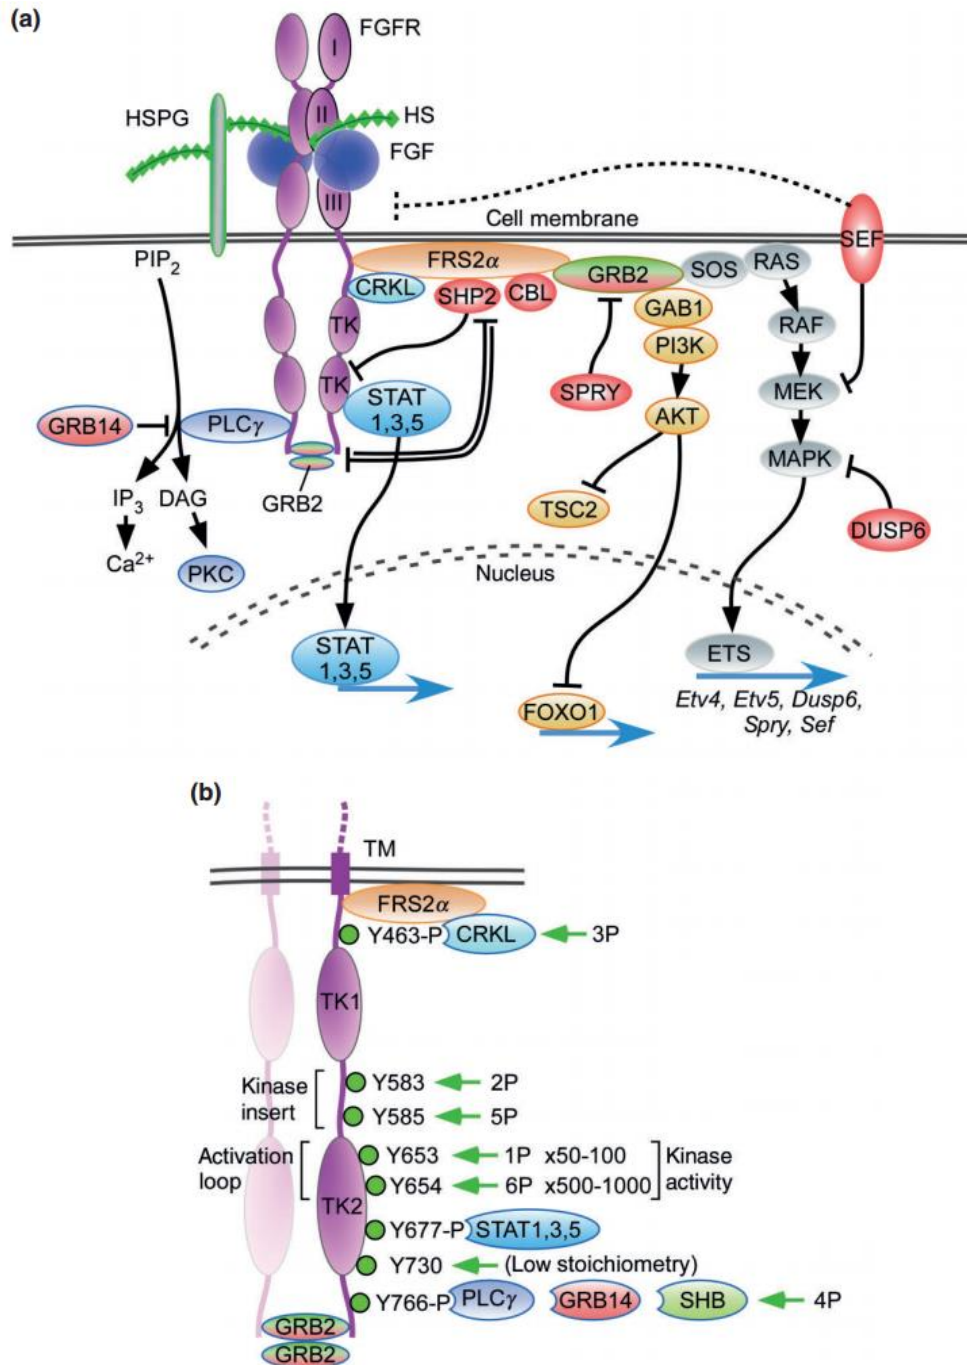 (a)
FGFR
I
HSPG
II
HS
FGF
III
Cell membrane
SEF
PIP2
FRS2α
GRB2
SOS
RAS
CRKL
SHP2
CBL
GAB1
TK
RAF
PI3K
TK
STAT
1,3,5
SPRY
MEK
GRB14
PLCγ
AKT
MAPK
GRB2
IP3
DAG
TSC2
DUSP6
Ca2+
PKC
Nucleus
STAT
1,3,5
ETS
FOXO1
Etv4, Etv5, Dusp6,
Spry, Sef
(b)
TM
FRS2α
Y463-P CRKL 3P
TK1
Kinase
insert
Y583 2P
Y585 5P
Activation
loop
Y653 1P x50-100
Y654 6P x500-1000
Kinase
activity
TK2
Y677-P STAT1,3,5
Y730 (Low stoichiometry)
Y766-P PLCγ GRB14 SHB 4P
GRB2
GRB2